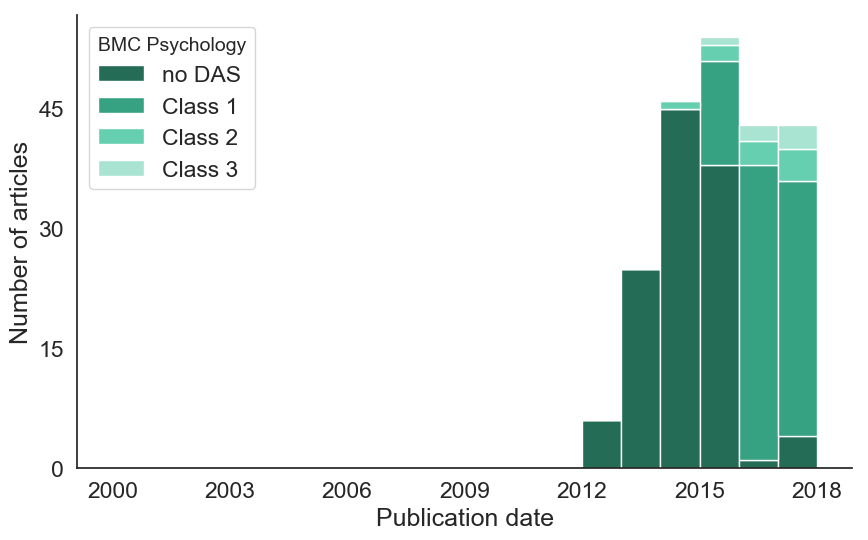 BMC Psychology
no DAS
Class 1
Class 2
Class 3
Number of articles
45
30
15
0
2000 2003 2006 2009 2012 2015 2018
Publication date